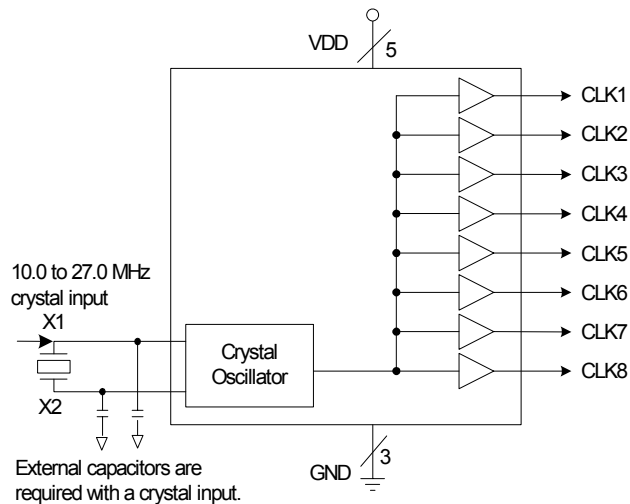 VDD
5
CLK1
CLK2
CLK3
CLK4
CLK5
CLK6
CLK7
CLK8
10.0 to 27.0 MHz
crystal input
X1
X2
Crystal
Oscillator
External capacitors are
required with a crystal input.
GND
3